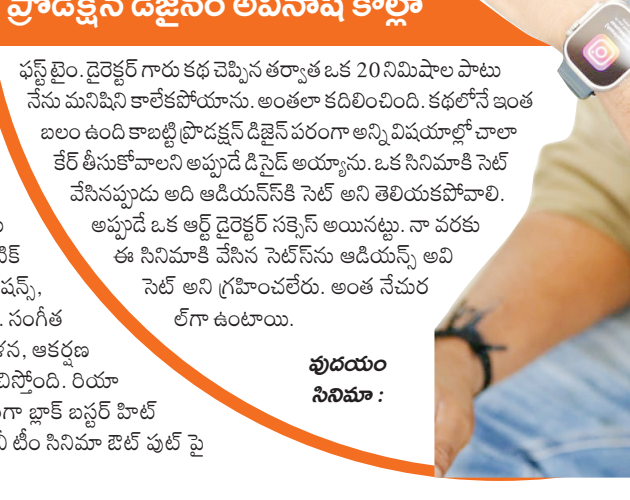 ప్రొడక్షన్ డిజైనర్ అవినాష్ కొల్లా
ఫస్ట్ టైం. డైరెక్టర్ గారు కథ చెప్పిన తర్వాత ఒక 20 నిమిషాల పాటు
నేను మనిషిని కాలేకపోయాను. అంతలా కదిలించింది. కథలోనే ఇంత
బలం ఉంది కాబట్టి ప్రొడక్షన్ డిజైన్ పరంగా అన్ని విషయాల్లో చాలా
కేర్ తీసుకోవాలని అప్పుడే డిసైడ్ అయ్యాను. ఒక సినిమాకి సెట్
వేసినప్పుడు అది ఆడియన్స్‌కి సెట్ అని తెలియకపోవాలి.
అప్పుడే ఒక ఆర్ట్ డైరెక్టర్ సక్సెస్ అయినట్టు. నా వరకు
ఈ సినిమాకి వేసిన సెట్స్‌ను ఆడియన్స్ అవి
సెట్ అని గ్రహించలేరు. అంత నేచుర
ల్‌గా ఉంటాయి.
వుదయం
సినిమా :
షన్స్,
. సంగీత
ళన, ఆకర్షణ
చిస్తోంది. రియా
గా బ్లాక్ బస్టర్ హిట్
టీం సినిమా ఔట్ పుట్ పై